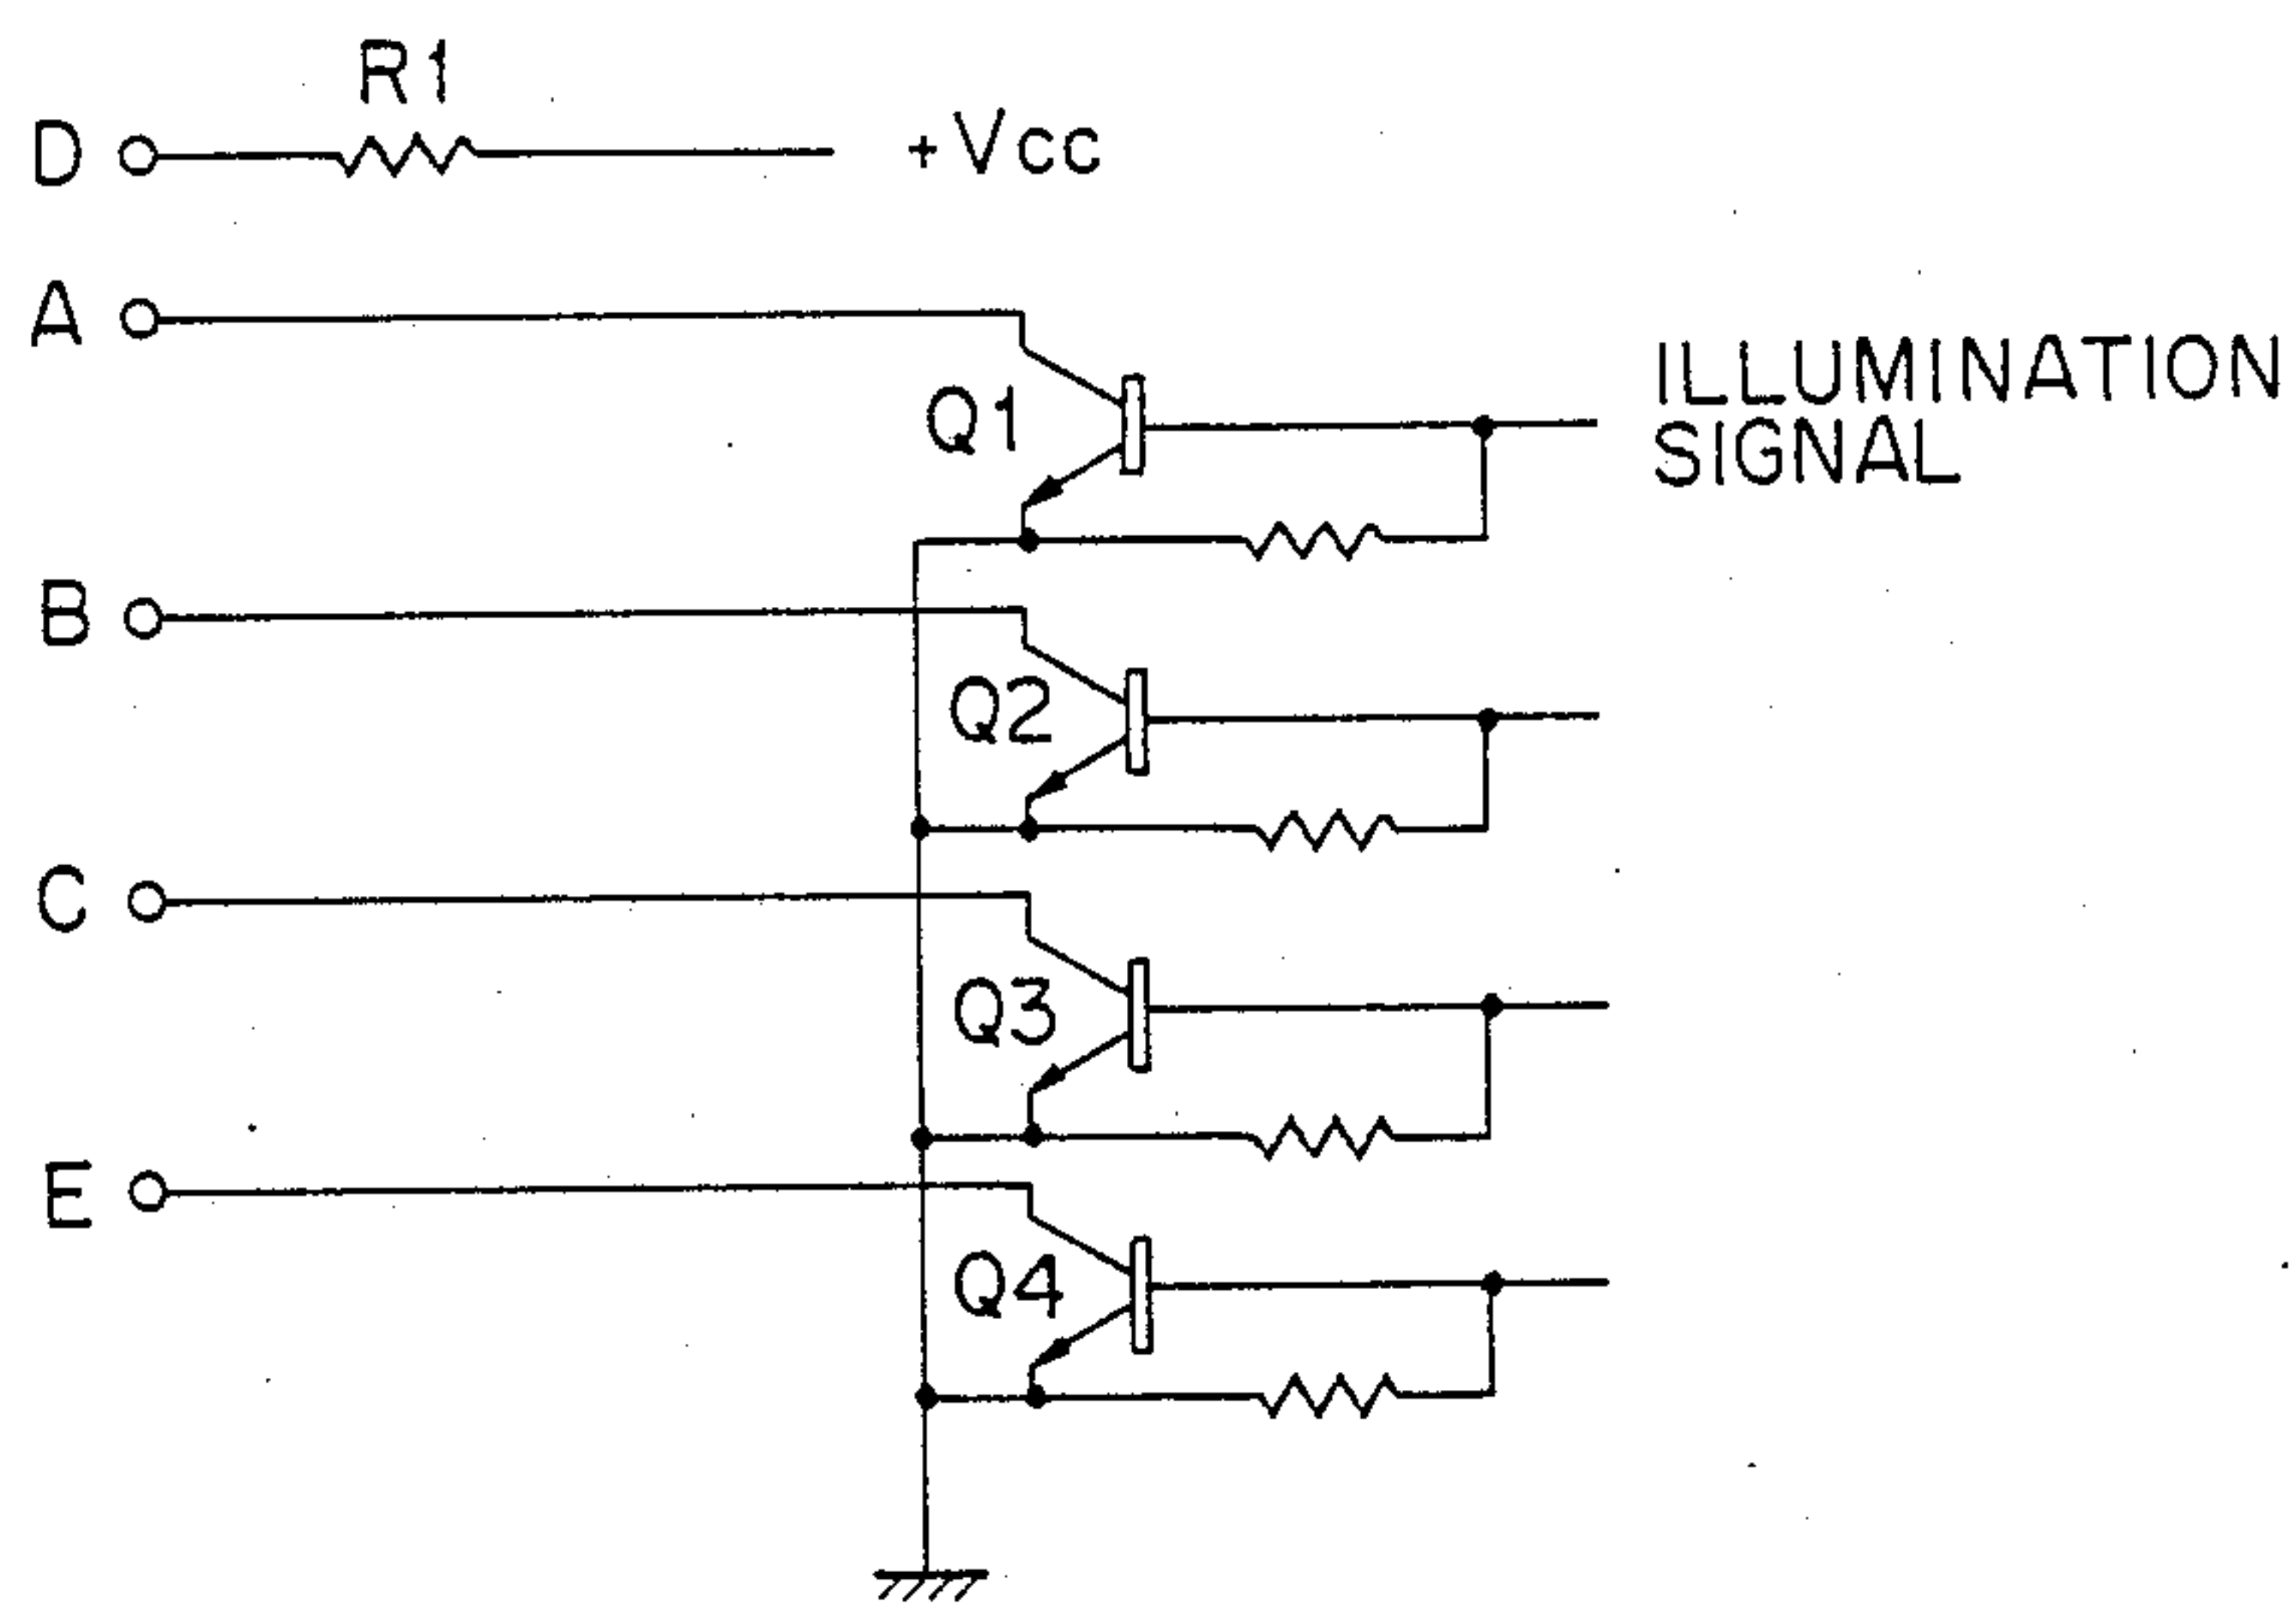 R1
D
+Vcc
A
ILLUMINATION
SIGNAL
Q1
B
Q2
C
Q3
E
Q4